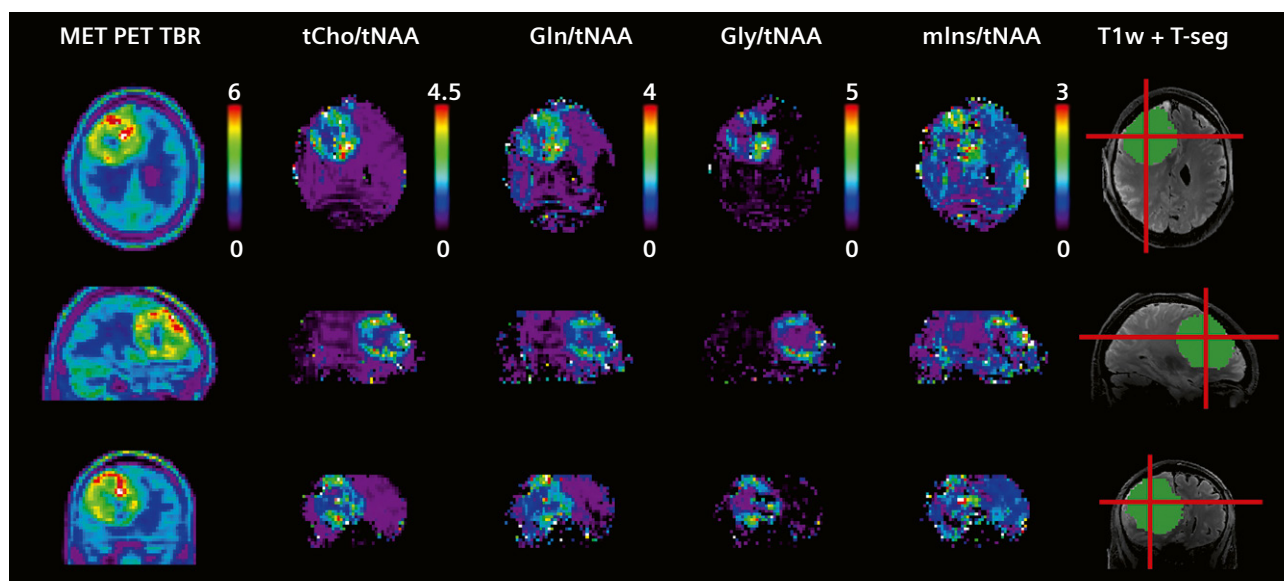 MET PET TBR tCho/tNAA Gln/tNAA Gly/tNAA mIns/tNAA T1w + T-seg
6 4.5 4 5 3
0 0 0 0 0